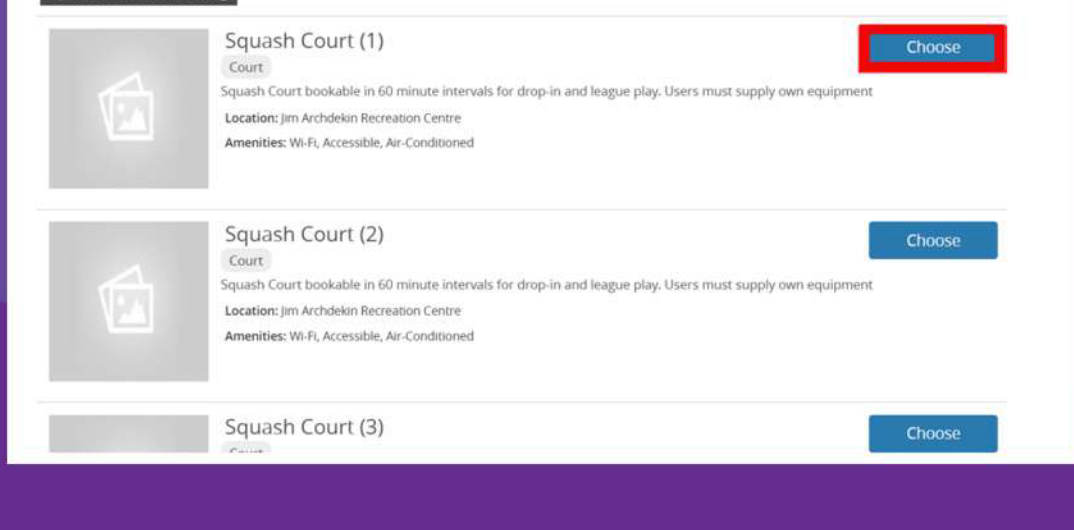 Squash Court (1)
Choose
Court
Squash Court bookable in 60 minute intervals for drop-in and league play. Users must supply own equipment
Location: Jim Archdekin Recreation Centre
Amenities: Wi-Fi, Accessible, Air-Conditioned
Squash Court (2)
Choose
Court
Squash Court bookable in 60 minute intervals for drop-in and league play. Users must supply own equipment
Location: Jim Archdekin Recreation Centre
Amenities: Wi-Fi, Accessible, Air-Conditioned
Squash Court (3)
Choose
Court